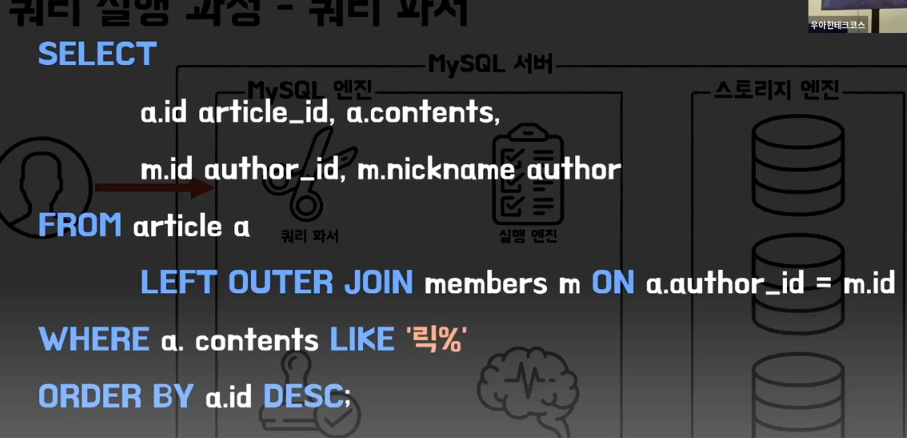 쿼리 실행 과정 - 쿼리 파서
우아한테크코스
SELECT
MySQL 서버
MySQL 엔진
스토리지 엔진
a.id article_id, a.contents,
m.id author_id, m.nickname author
FROM article a
쿼리 파서
실행 엔진
LEFT OUTER JOIN members m ON a.author_id = m.id
WHERE a. contents LIKE '릭%'
ORDER BY a.id DESC;